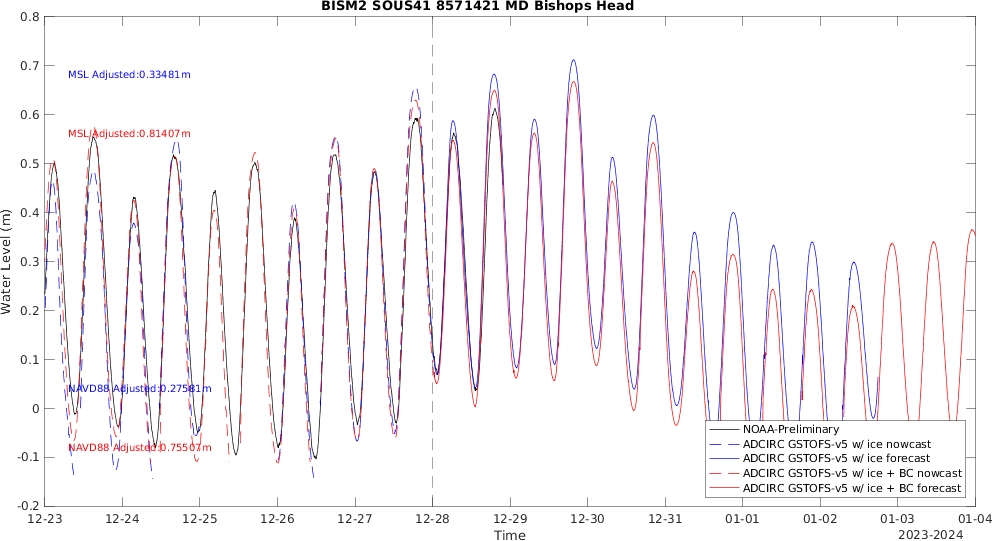 BISM2 SOUS41 8571421 MD Bishops Head
0.8
0.7
0.6
0.5
0.4
0.3
0.2
0.1
0
-0.1
-0.2
Water Level (m)
MSL Adjusted:0.33481m
MSL Adjusted:0.81407m
NAVD88 Adjusted:0.27581m
NAVD88 Adjusted:0.75507m
NOAA-Preliminary
ADCIRC GSTOFS-v5 w/ ice nowcast
ADCIRC GSTOFS-v5 w/ ice forecast
ADCIRC GSTOFS-v5 w/ ice + BC nowcast
ADCIRC GSTOFS-v5 w/ ice + BC forecast
12-23 12-24 12-25 12-26 12-27 12-28 12-29 12-30 12-31 01-01 01-02 01-03 01-04
Time
2023-2024